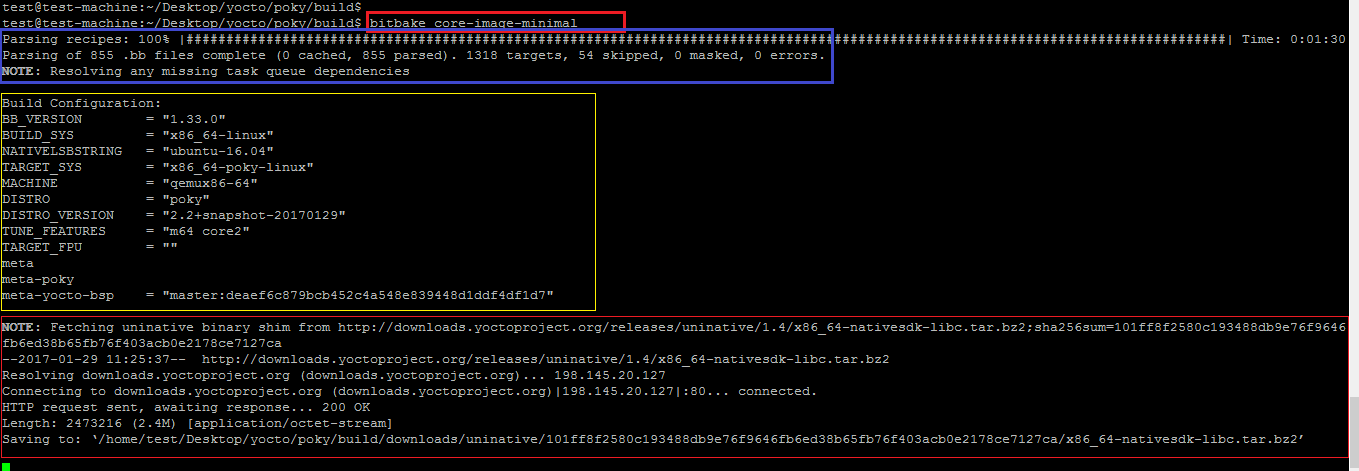 test@test-machine:~/Desktop/yocto/poky/build$
test@test-machine:~/Desktop/yocto/poky/build$ bitbake core-image-minimal
Parsing recipes: 100% |##################################################################################################################################| Time: 0:01:30
Parsing of 855 .bb files complete (0 cached, 855 parsed). 1318 targets, 54 skipped, 0 masked, 0 errors.
NOTE: Resolving any missing task queue dependencies
Build Configuration:
BB_VERSION        = "1.33.0"
BUILD_SYS         = "x86_64-linux"
NATIVELSBSTRING   = "ubuntu-16.04"
TARGET_SYS        = "x86_64-poky-linux"
MACHINE           = "qemux86-64"
DISTRO            = "poky"
DISTRO_VERSION    = "2.2+snapshot-20170129"
TUNE_FEATURES     = "m64 core2"
TARGET_FPU        = ""
meta
meta-poky
meta-yocto-bsp    = "master:deaef6c879bcb452c4a548e839448d1ddf4df1d7"
NOTE: Fetching uninative binary shim from http://downloads.yoctoproject.org/releases/uninative/1.4/x86_64-nativesdk-libc.tar.bz2;sha256sum=101ff8f2580c193488db9e76f9646
fb6ed38b65fb76f403acb0e2178ce7127ca
--2017-01-29 11:25:37--  http://downloads.yoctoproject.org/releases/uninative/1.4/x86_64-nativesdk-libc.tar.bz2
Resolving downloads.yoctoproject.org (downloads.yoctoproject.org)... 198.145.20.127
Connecting to downloads.yoctoproject.org (downloads.yoctoproject.org)|198.145.20.127|:80... connected.
HTTP request sent, awaiting response... 200 OK
Length: 2473216 (2.4M) [application/octet-stream]
Saving to: ‘/home/test/Desktop/yocto/poky/build/downloads/uninative/101ff8f2580c193488db9e76f9646fb6ed38b65fb76f403acb0e2178ce7127ca/x86_64-nativesdk-libc.tar.bz2’